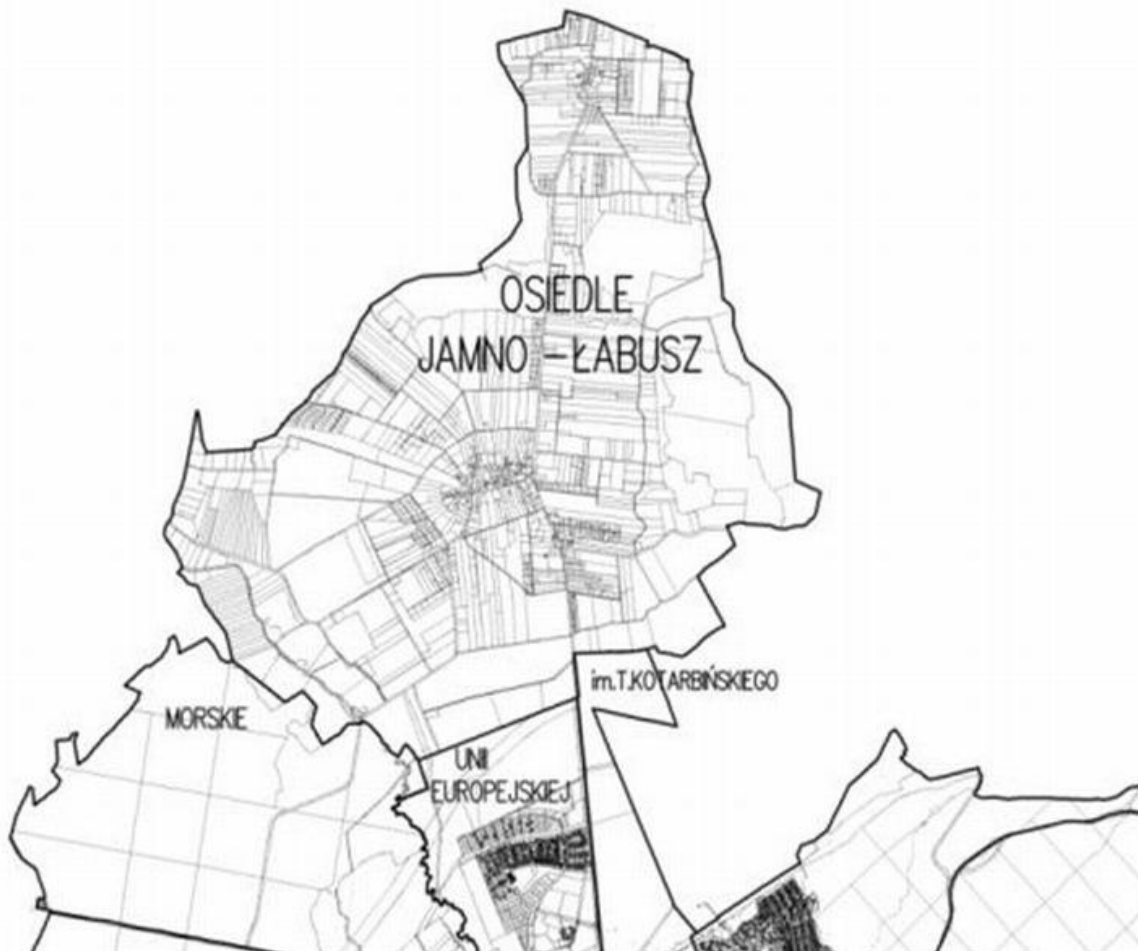 OSIEDLE
JAMNO – ŁABUSZ
im.T.KOTARBIŃSKIEGO
MORSKIE
UNII
EUROPEJSKIEJ